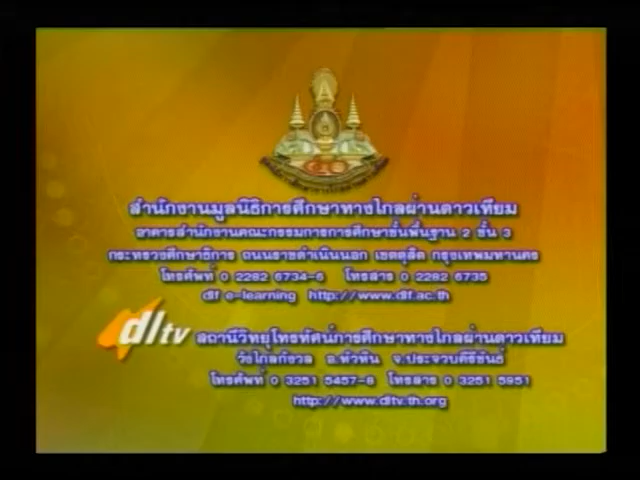 สำนักงานมูลนิธิการศึกษาทางไกลผ่านดาวเทียม
อาคารสำนักงานคณะกรรมการการศึกษาขั้นพื้นฐาน 2 ชั้น 3
กระทรวงศึกษาธิการ ถนนราชดำเนินนอก เขตดุสิต กรุงเทพมหานคร
โทรศัพท์ 0 2282 6734-6 โทรสาร 0 2282 6735
dlf e-learning http://www.dlf.ac.th
dltv สถานีวิทยุโทรทัศน์การศึกษาทางไกลผ่านดาวเทียม
วังไกลกังวล อ.หัวหิน จ.ประจวบคีรีขันธ์
โทรศัพท์ 0 3251 5457-8 โทรสาร 0 3251 5951
http://www.dltv.th.org